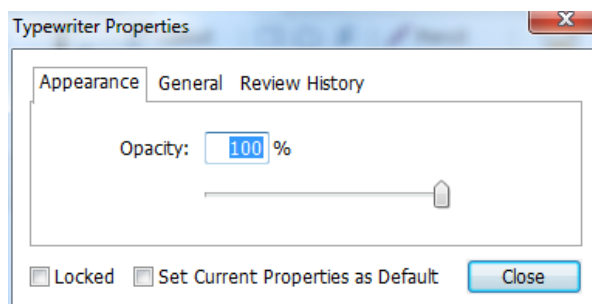 Typewriter Properties
Appearance General Review History
Opacity: 100 %
Locked Set Current Properties as Default Close